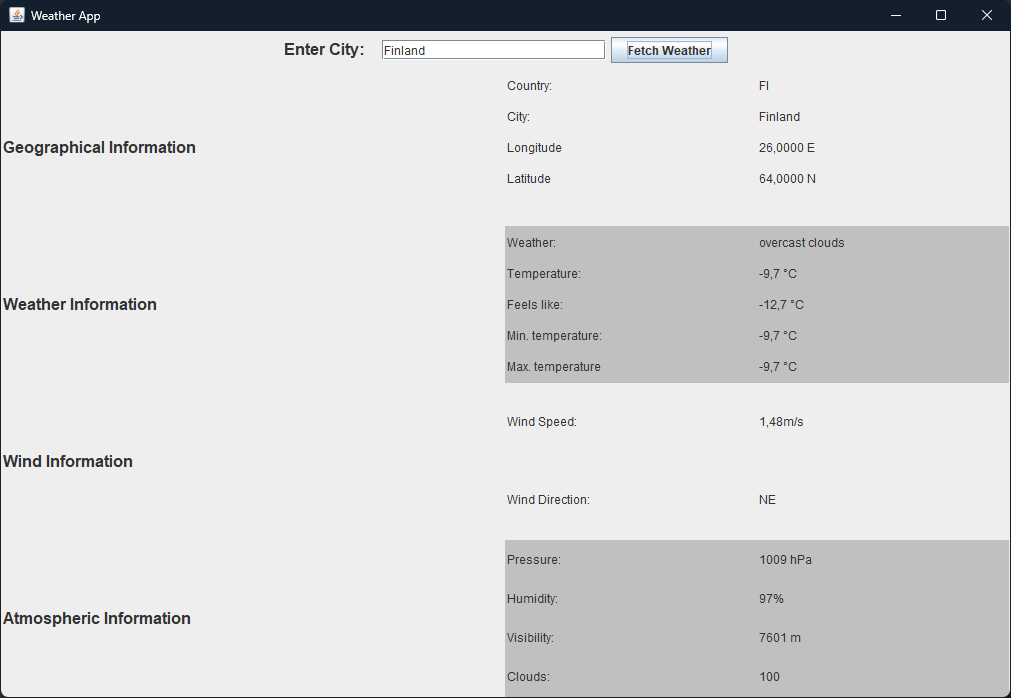 Weather App
Enter City: Finland Fetch Weather
Country: FI
City: Finland
Geographical Information
Longitude 26,0000 E
Latitude 64,0000 N
Weather: overcast clouds
Temperature: -9,7 °C
Weather Information
Feels like: -12,7 °C
Min. temperature: -9,7 °C
Max. temperature -9,7 °C
Wind Speed: 1,48m/s
Wind Information
Wind Direction: NE
Pressure: 1009 hPa
Humidity: 97%
Atmospheric Information
Visibility: 7601 m
Clouds: 100